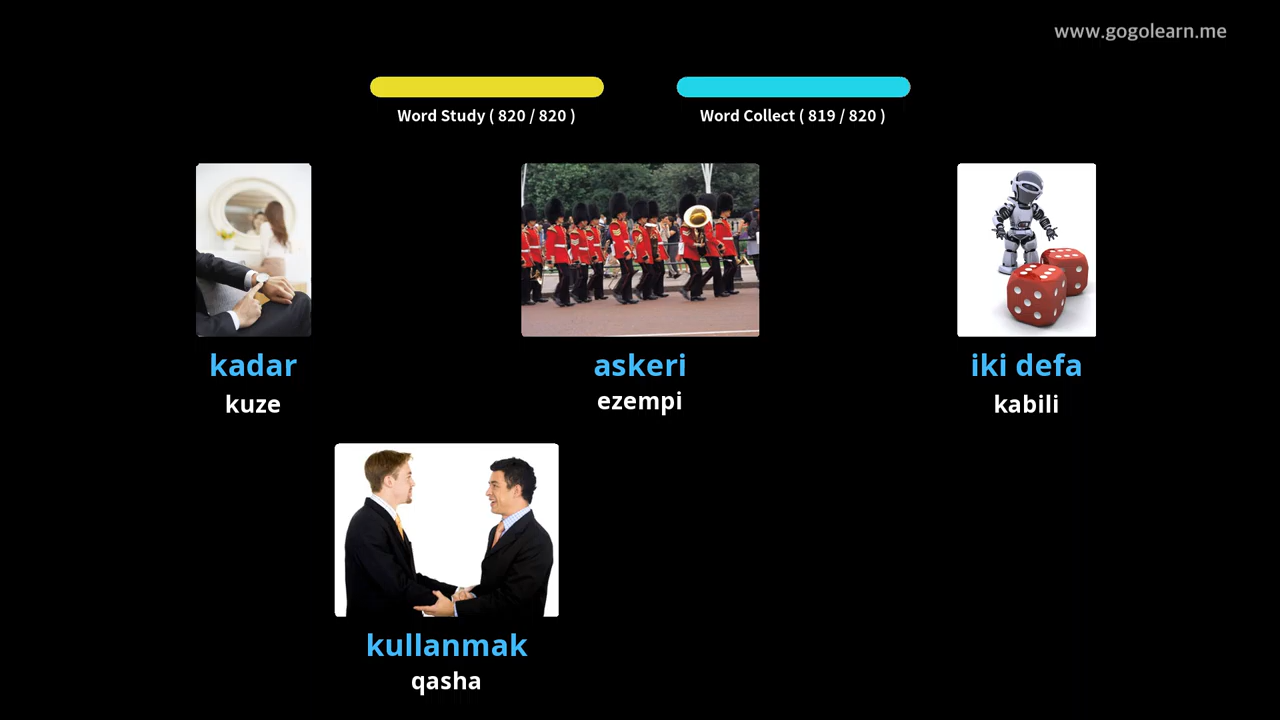 www.gogolearn.me
Word Study ( 820 / 820 )
Word Collect ( 819 / 820 )
kadar
kuze
askeri
ezempi
iki defa
kabili
kullanmak
qasha